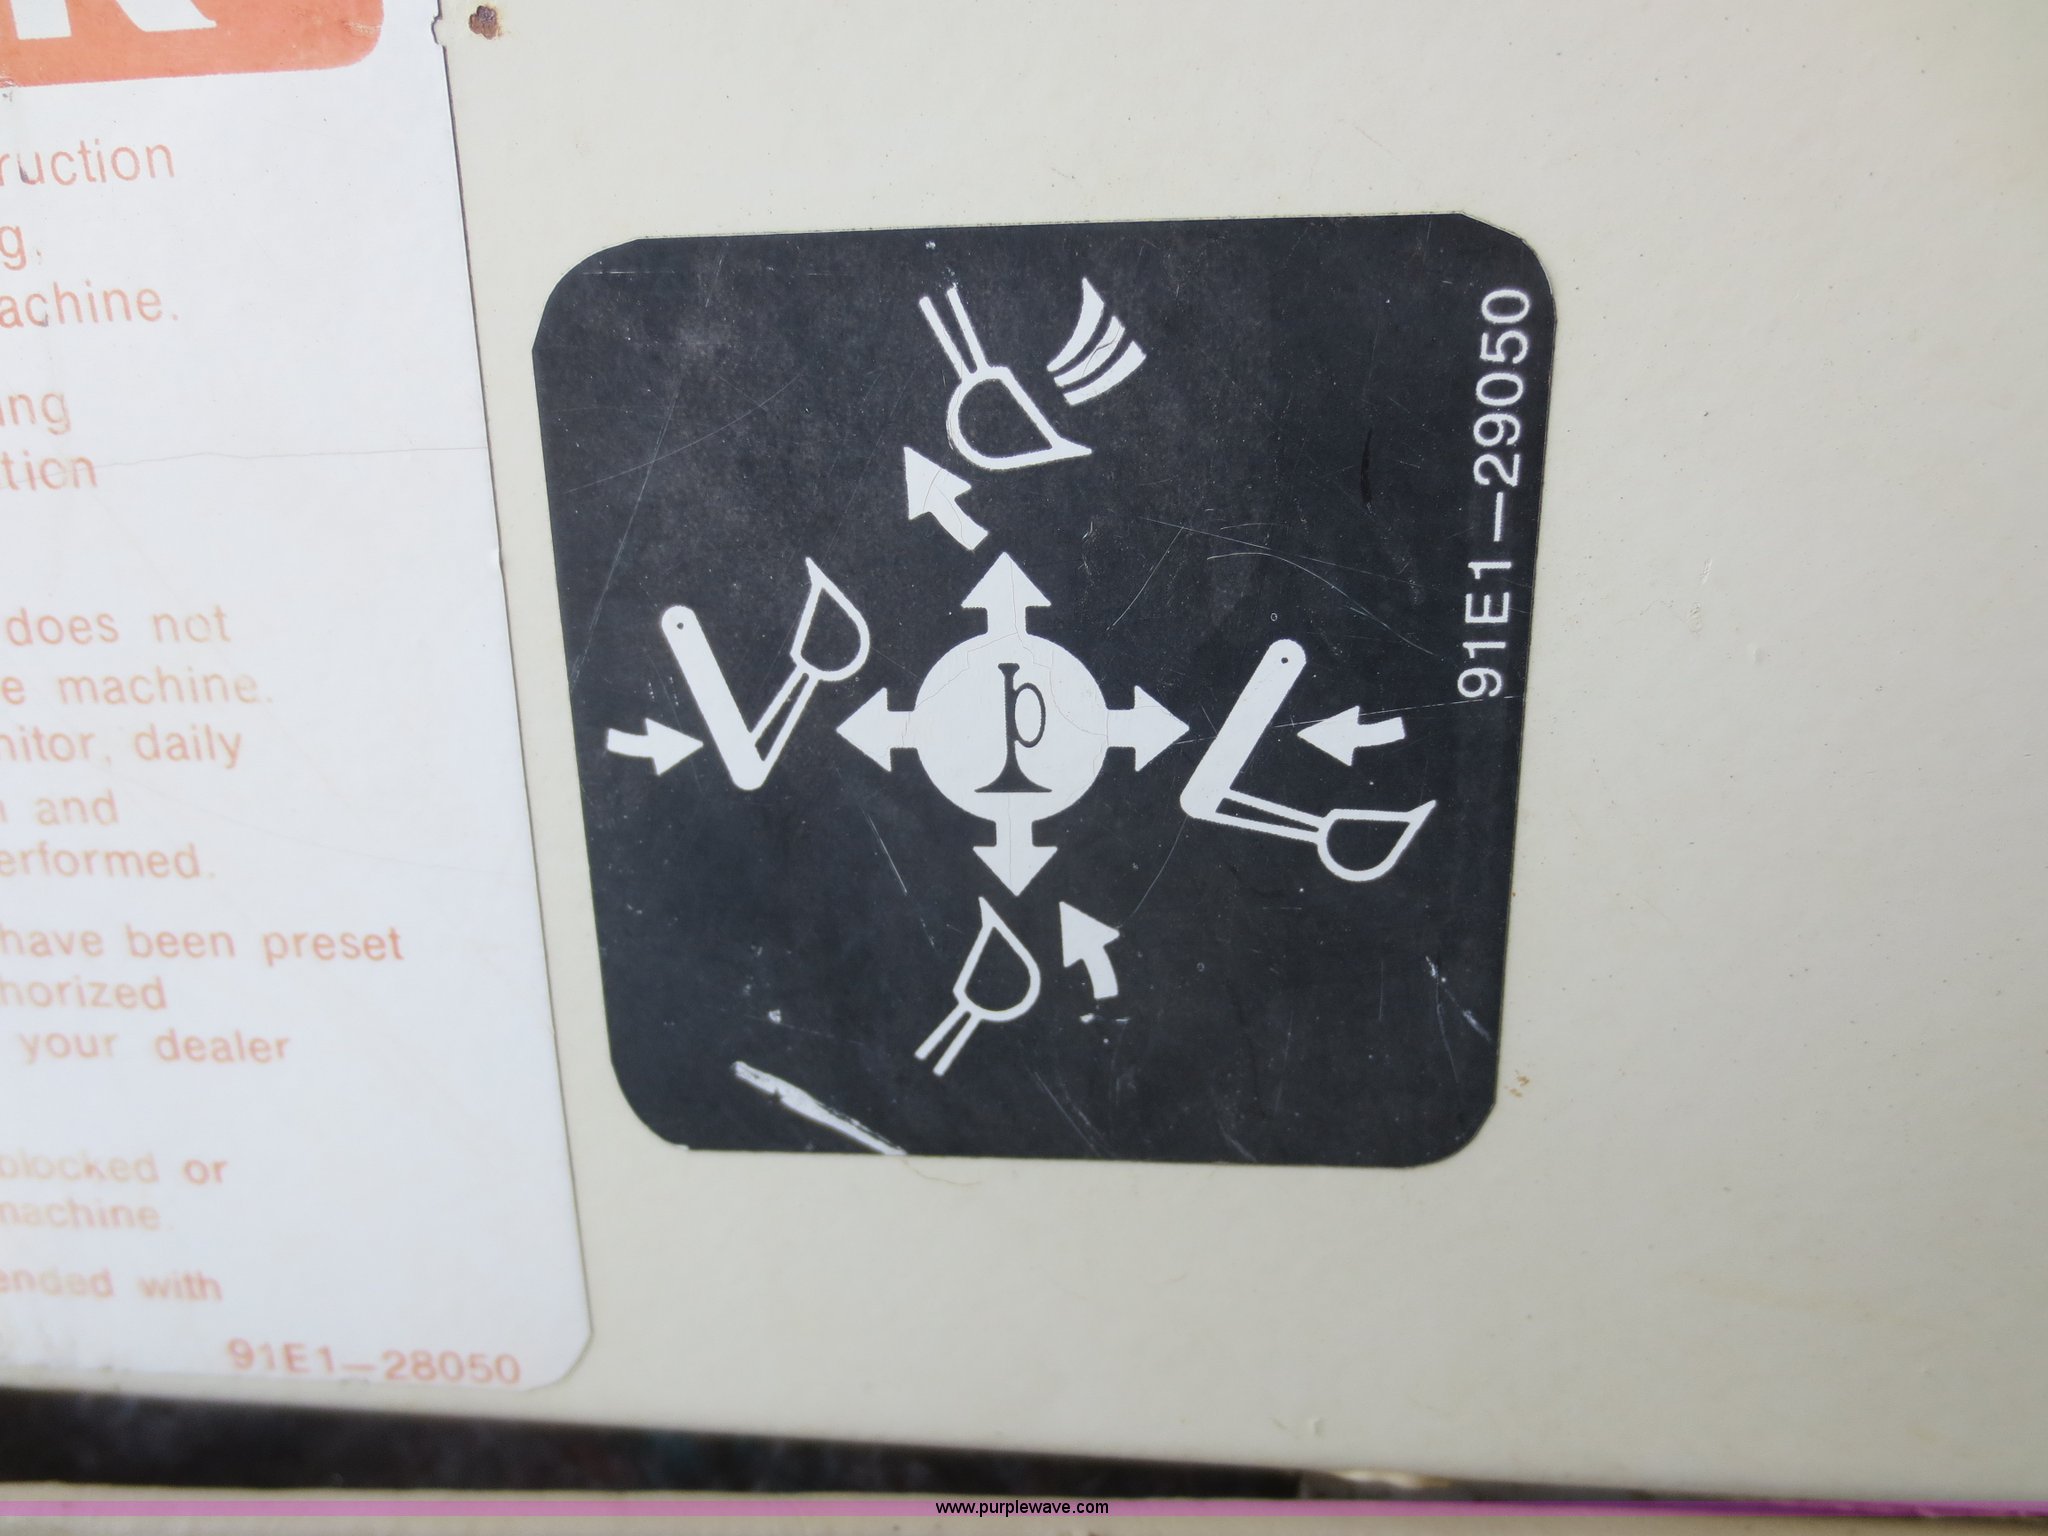 ruction
g,
achine.
ing
tion
does not
e machine.
nitor, daily
n and
erformed.
have been preset
horized
your dealer
blocked or
machine
ended with
91E1-28050
91E1-29050
www.purplewave.com